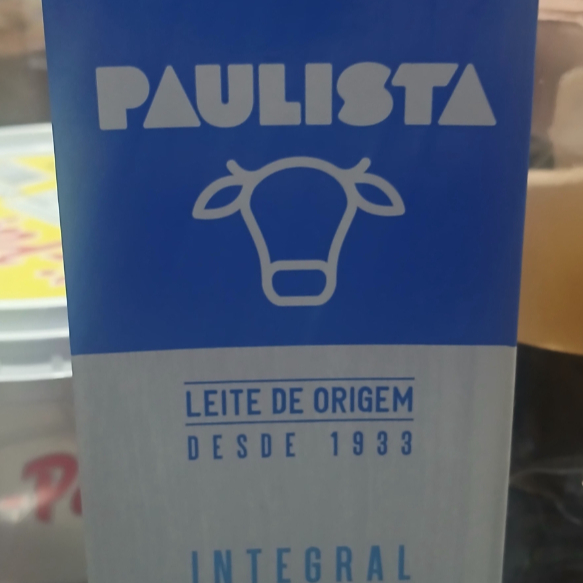 PAULISTA
LEITE DE ORIGEM
DESDE 1933
INTEGRAL